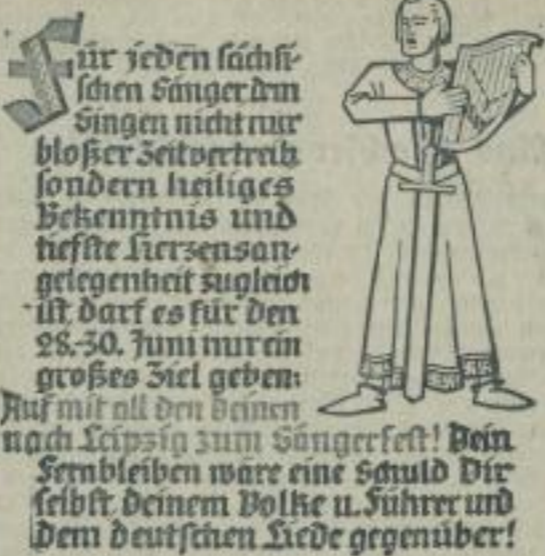 Für jeden sächsi-
schen Sänger dem
Singen nicht nur
bloßer Zeitvertreib
sondern heiliges
Bekenntnis und
tiefste Herzensan-
gelegenheit zugleich
ist darf es für den
28.-30. Juni nur ein
großes Ziel geben:
Auf mit all den Deinen
nach Leipzig zum Sängerfest! Dein
Fernbleiben wäre eine Schuld Dir
selbst Deinem Volke u. Führer und
dem deutschen Liede gegenüber!